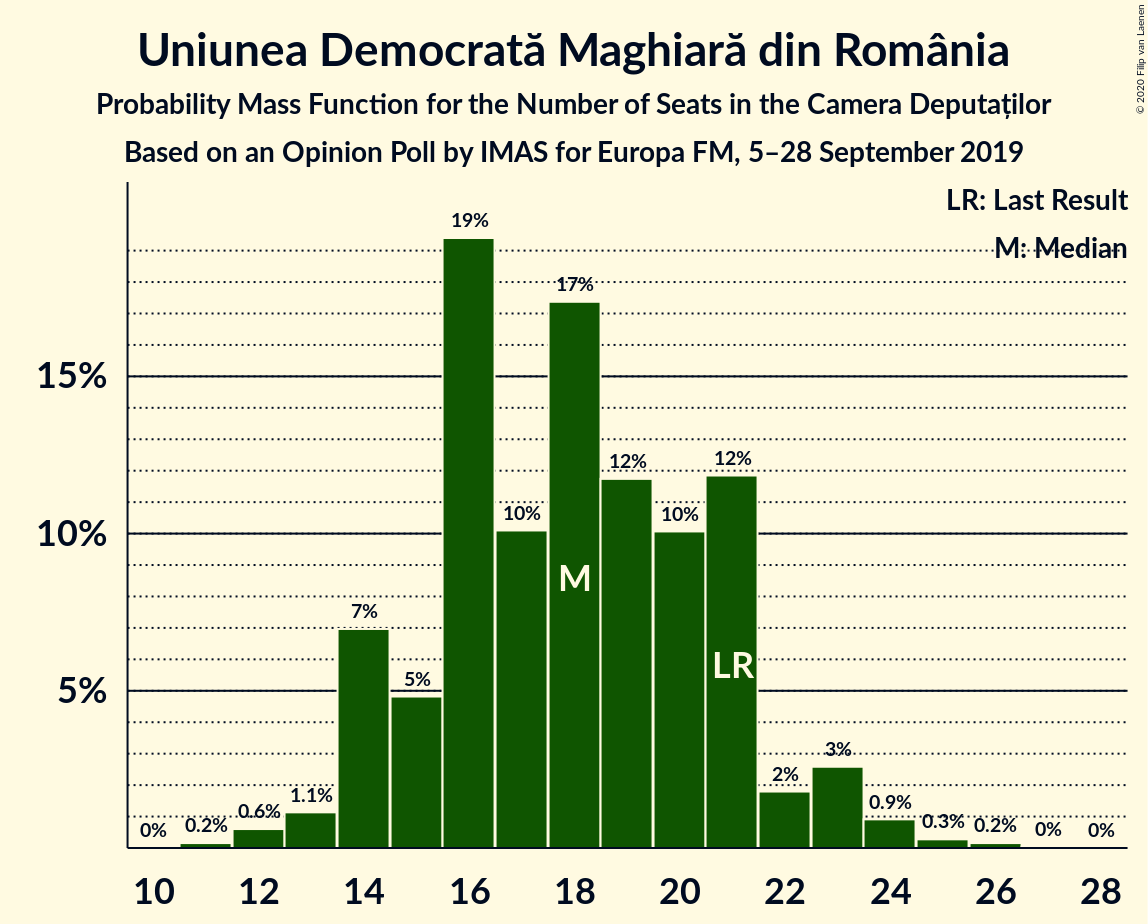 Uniunea Democrată Maghiară din România
Probability Mass Function for the Number of Seats in the Camera Deputaților
Based on an Opinion Poll by IMAS for Europa FM, 5–28 September 2019
© 2020 Filip van Laenen
LR: Last Result
M: Median
15%
10%
5%
0%
0.2%
0.6%
1.1%
7%
5%
19%
10%
17%
12%
10%
12%
2%
3%
0.9%
0.3%
0.2%
0%
0%
M
LR
10 12 14 16 18 20 22 24 26 28